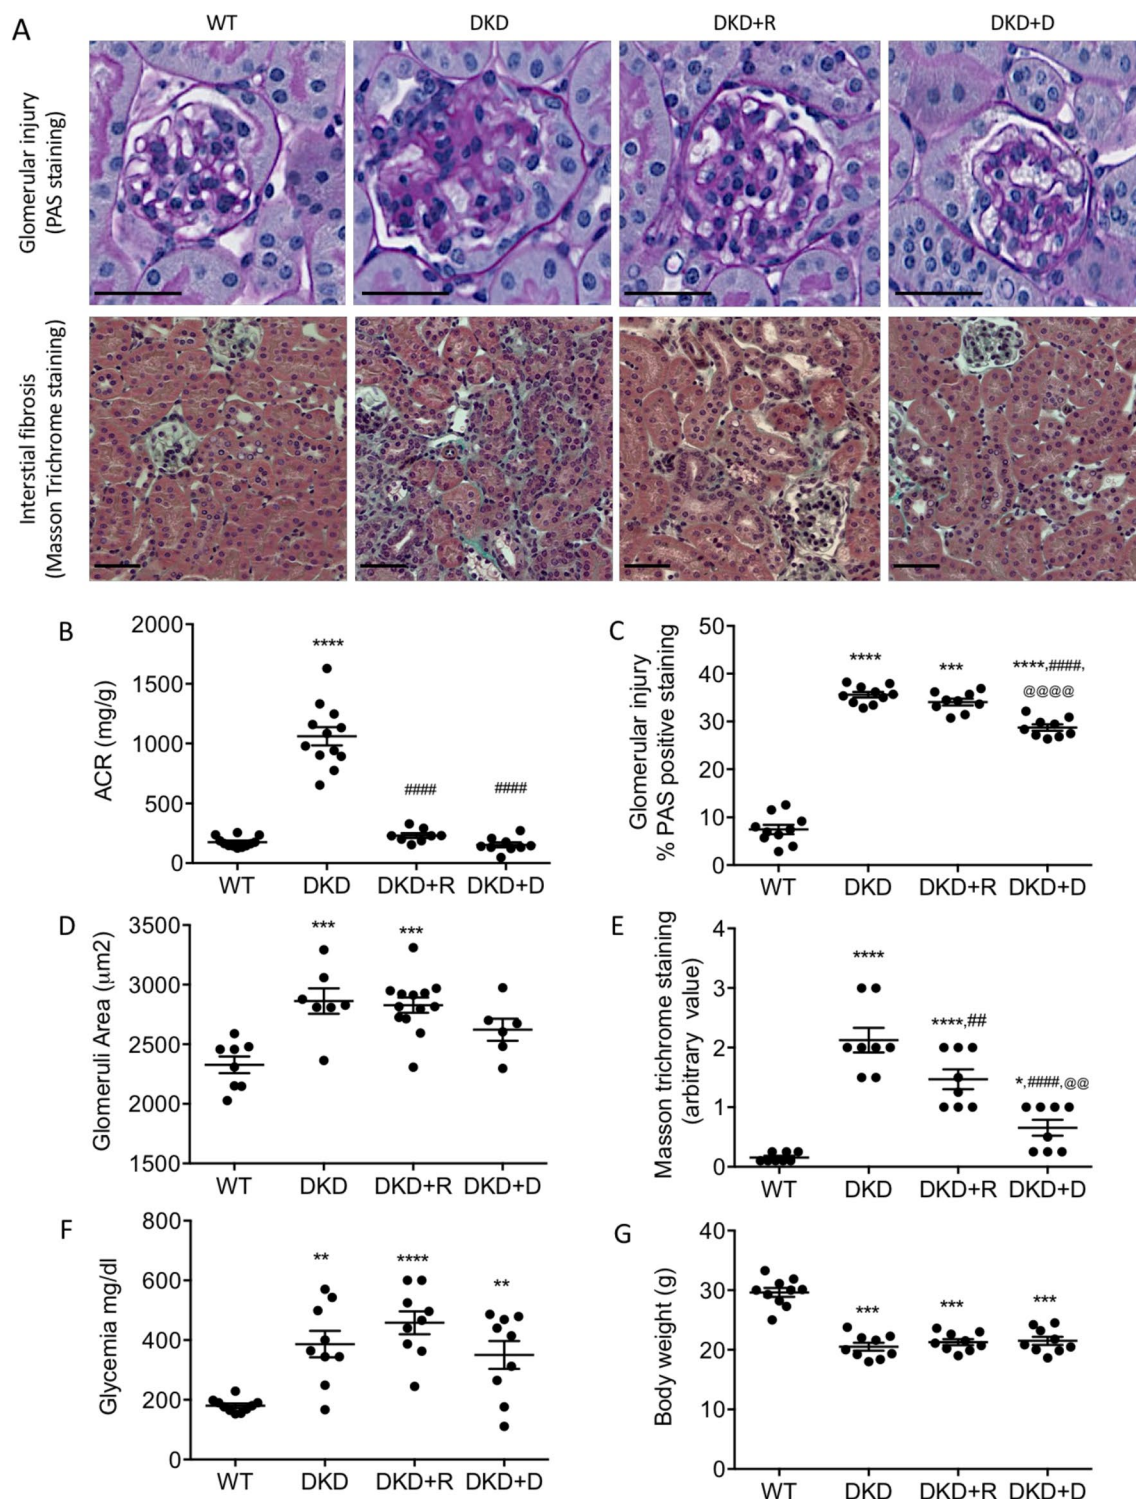 A
WT
DKD
DKD+R
DKD+D
Glomerular injury
(PAS staining)
Interstial fibrosis
(Masson Trichrome staining)
B
ACR (mg/g)
2000
1500
1000
500
0
****
####
####
WT
DKD
DKD+R
DKD+D
C
Glomerular injury
% PAS positive staining
50
40
30
20
10
0
****
***
****,####,
@@@@
WT
DKD
DKD+R
DKD+D
D
Glomeruli Area (μm2)
3500
3000
2500
2000
1500
***
***
WT
DKD
DKD+R
DKD+D
E
Masson trichrome staining
(arbitrary value)
4
3
2
1
0
****
****,##
*,####,@@
WT
DKD
DKD+R
DKD+D
F
Glycemia mg/dl
800
600
400
200
0
**
****
**
WT
DKD
DKD+R
DKD+D
G
Body weight (g)
40
30
20
10
0
***
***
***
WT
DKD
DKD+R
DKD+D